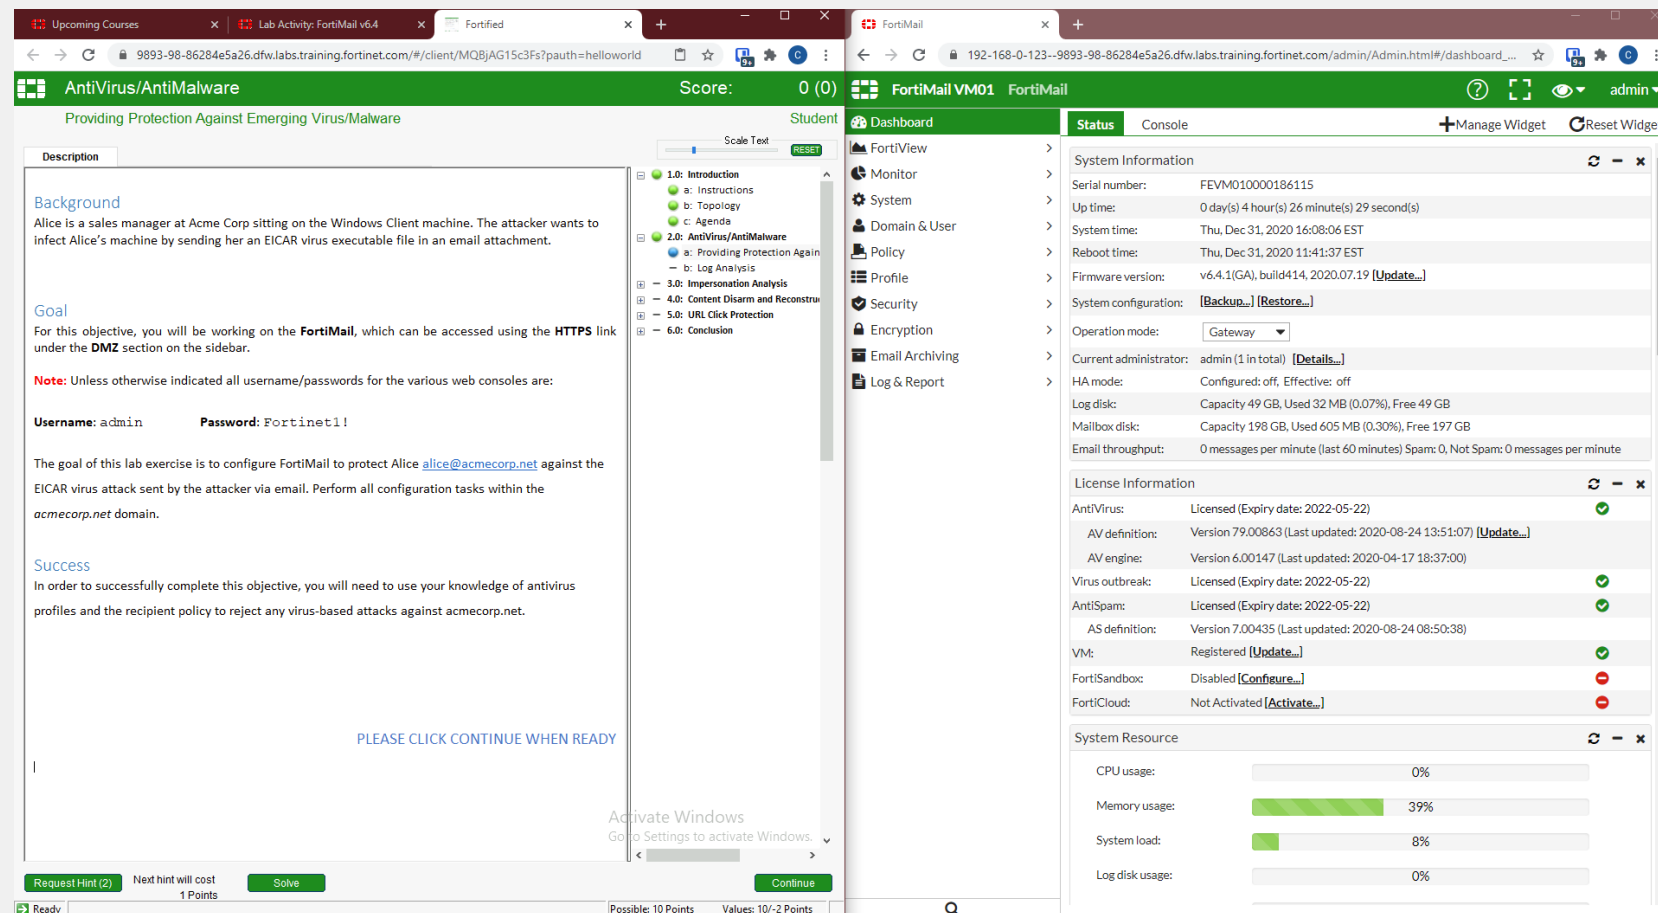 Upcoming Courses
Lab Activity: FortiMail v6.4
Fortified
9893-98-86284e5a26.dfw.labs.training.fortinet.com/#/client/MQBjAG15c3Fs?pauth=helloworld
9+
C
AntiVirus/AntiMalware
Score:
0 (0)
Providing Protection Against Emerging Virus/Malware
Student
Scale Text
RESET
Description
Background
Alice is a sales manager at Acme Corp sitting on the Windows Client machine. The attacker wants to
infect Alice's machine by sending her an EICAR virus executable file in an email attachment.
Goal
For this objective, you will be working on the FortiMail, which can be accessed using the HTTPS link
under the DMZ section on the sidebar.
Note: Unless otherwise indicated all username/passwords for the various web consoles are:
Username: admin Password: Fortinet1!
The goal of this lab exercise is to configure FortiMail to protect Alice alice@acmecorp.net against the
EICAR virus attack sent by the attacker via email. Perform all configuration tasks within the
acmecorp.net domain.
Success
In order to successfully complete this objective, you will need to use your knowledge of antivirus
profiles and the recipient policy to reject any virus-based attacks against acmecorp.net.
PLEASE CLICK CONTINUE WHEN READY
1.0: Introduction
a: Instructions
b: Topology
c: Agenda
2.0: AntiVirus/AntiMalware
a: Providing Protection Again
b: Log Analysis
3.0: Impersonation Analysis
4.0: Content Disarm and Reconstru
5.0: URL Click Protection
6.0: Conclusion
Activate Windows
Go to Settings to activate Windows.
Request Hint (2)
Next hint will cost
1 Points
Solve
Continue
Ready
Possible: 10 Points
Values: 10/-2 Points
FortiMail
192-168-0-123--9893-98-86284e5a26.dfw.labs.training.fortinet.com/admin/Admin.html#/dashboard_...
9+
C
FortiMail VM01 FortiMail
admin
Dashboard
FortiView
Monitor
System
Domain & User
Policy
Profile
Security
Encryption
Email Archiving
Log & Report
Status
Console
Manage Widget
Reset Widge
System Information
Serial number: FEVM010000186115
Up time: 0 day(s) 4 hour(s) 26 minute(s) 29 second(s)
System time: Thu, Dec 31, 2020 16:08:06 EST
Reboot time: Thu, Dec 31, 2020 11:41:37 EST
Firmware version: v6.4.1(GA), build414, 2020.07.19 [Update...]
System configuration: [Backup...] [Restore...]
Operation mode: Gateway
Current administrator: admin (1 in total) [Details...]
HA mode: Configured: off, Effective: off
Log disk: Capacity 49 GB, Used 32 MB (0.07%), Free 49 GB
Mailbox disk: Capacity 198 GB, Used 605 MB (0.30%), Free 197 GB
Email throughput: 0 messages per minute (last 60 minutes) Spam: 0, Not Spam: 0 messages per minute
License Information
AntiVirus: Licensed (Expiry date: 2022-05-22)
AV definition: Version 79.00863 (Last updated: 2020-08-24 13:51:07) [Update...]
AV engine: Version 6.00147 (Last updated: 2020-04-17 18:37:00)
Virus outbreak: Licensed (Expiry date: 2022-05-22)
AntiSpam: Licensed (Expiry date: 2022-05-22)
AS definition: Version 7.00435 (Last updated: 2020-08-24 08:50:38)
VM: Registered [Update...]
FortiSandbox: Disabled [Configure...]
FortiCloud: Not Activated [Activate...]
System Resource
CPU usage: 0%
Memory usage: 39%
System load: 8%
Log disk usage: 0%